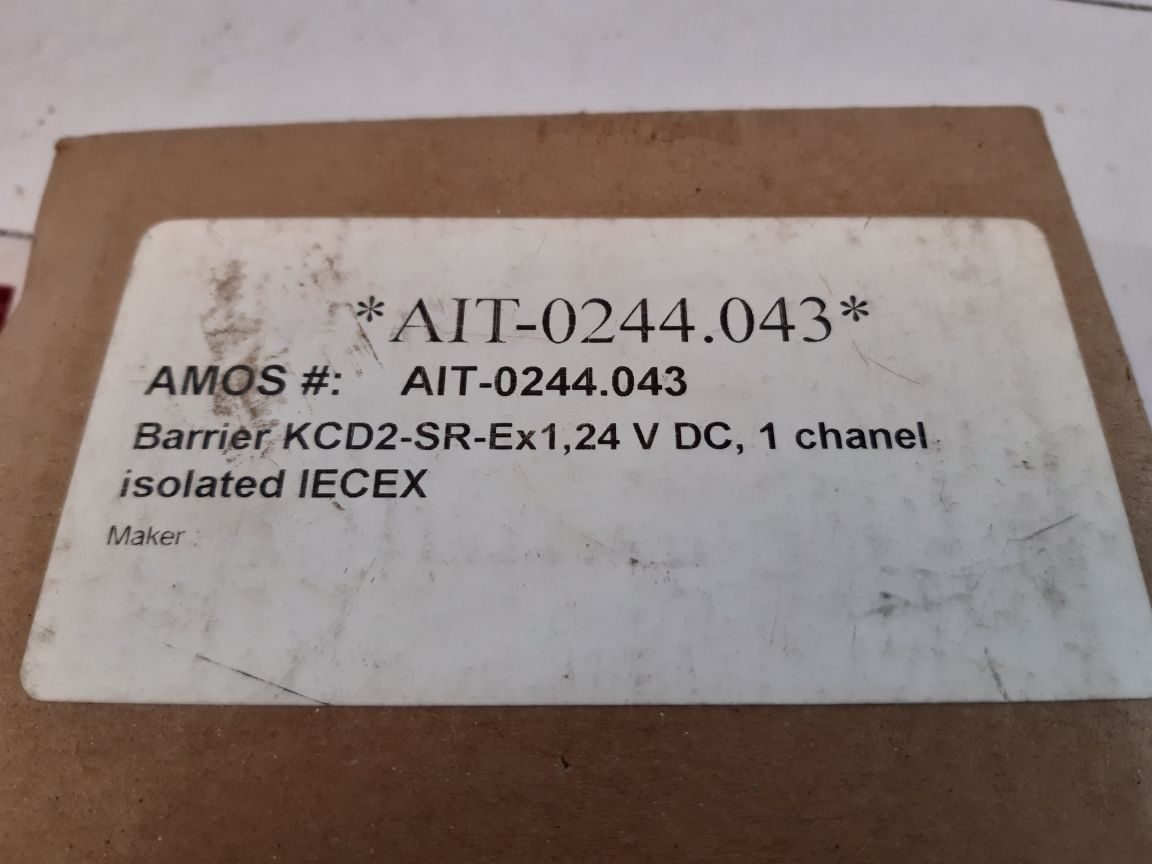 *AIT-0244.043*
AMOS #: AIT-0244.043
Barrier KCD2-SR-Ex1,24 V DC, 1 chanel
isolated IECEX
Maker :